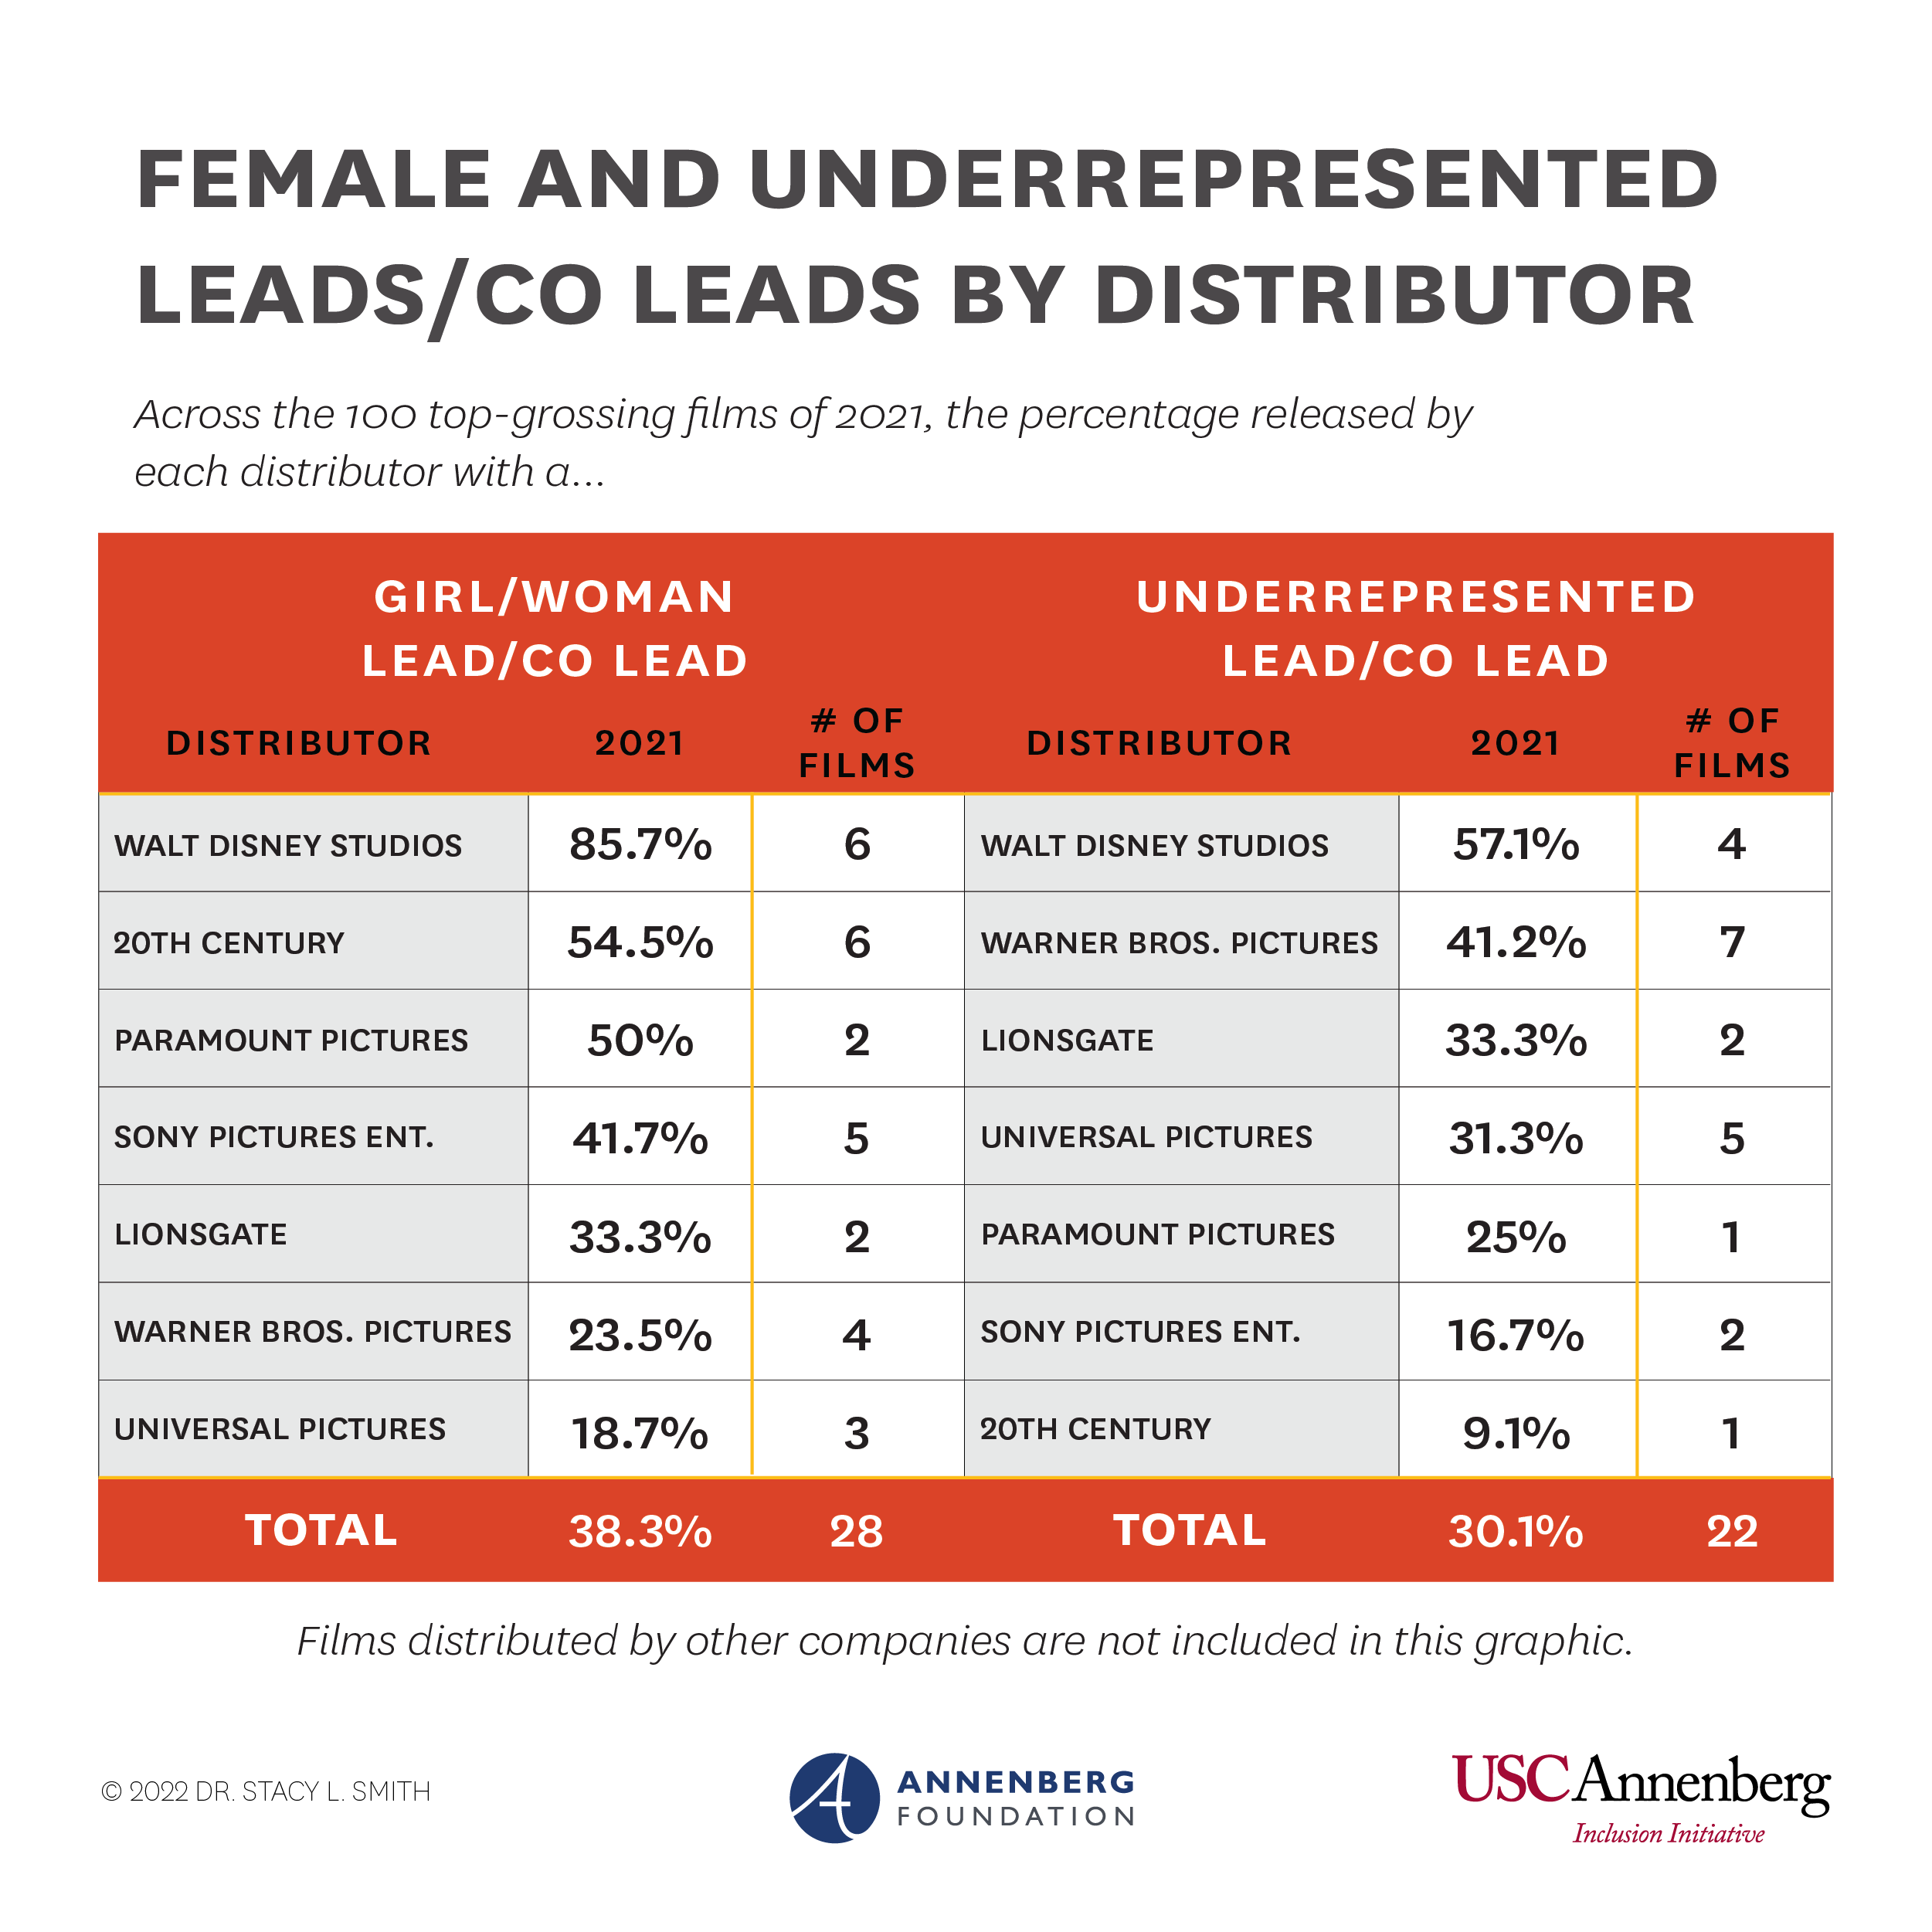 FEMALE AND UNDERREPRESENTED
LEADS/CO LEADS BY DISTRIBUTOR
Across the 100 top-grossing films of 2021, the percentage released by
each distributor with a...
GIRL/WOMAN
LEAD/CO LEAD
UNDERREPRESENTED
LEAD/CO LEAD
DISTRIBUTOR 2021 # OF FILMS DISTRIBUTOR 2021 # OF FILMS
WALT DISNEY STUDIOS 85.7% 6 WALT DISNEY STUDIOS 57.1% 4
20TH CENTURY 54.5% 6 WARNER BROS. PICTURES 41.2% 7
PARAMOUNT PICTURES 50% 2 LIONSGATE 33.3% 2
SONY PICTURES ENT. 41.7% 5 UNIVERSAL PICTURES 31.3% 5
LIONSGATE 33.3% 2 PARAMOUNT PICTURES 25% 1
WARNER BROS. PICTURES 23.5% 4 SONY PICTURES ENT. 16.7% 2
UNIVERSAL PICTURES 18.7% 3 20TH CENTURY 9.1% 1
TOTAL 38.3% 28 TOTAL 30.1% 22
Films distributed by other companies are not included in this graphic.
© 2022 DR. STACY L. SMITH
ANNENBERG
FOUNDATION
USC Annenberg
Inclusion Initiative